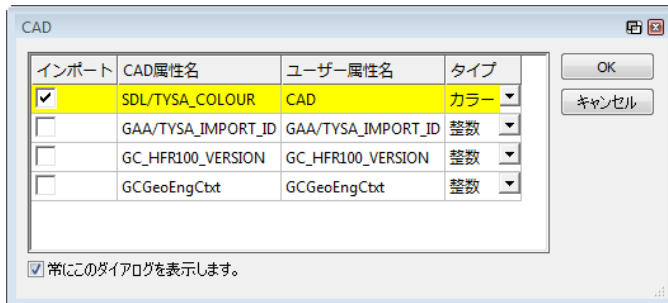 CAD
インポート CAD属性名 ユーザー属性名 タイプ
SDL/TYSA_COLOUR CAD カラー
GAA/TYSA_IMPORT_ID GAA/TYSA_IMPORT_ID 整数
GC_HFR100_VERSION GC_HFR100_VERSION 整数
GCGeoEngCtxt GCGeoEngCtxt 整数
OK
キャンセル
常にこのダイアログを表示します。